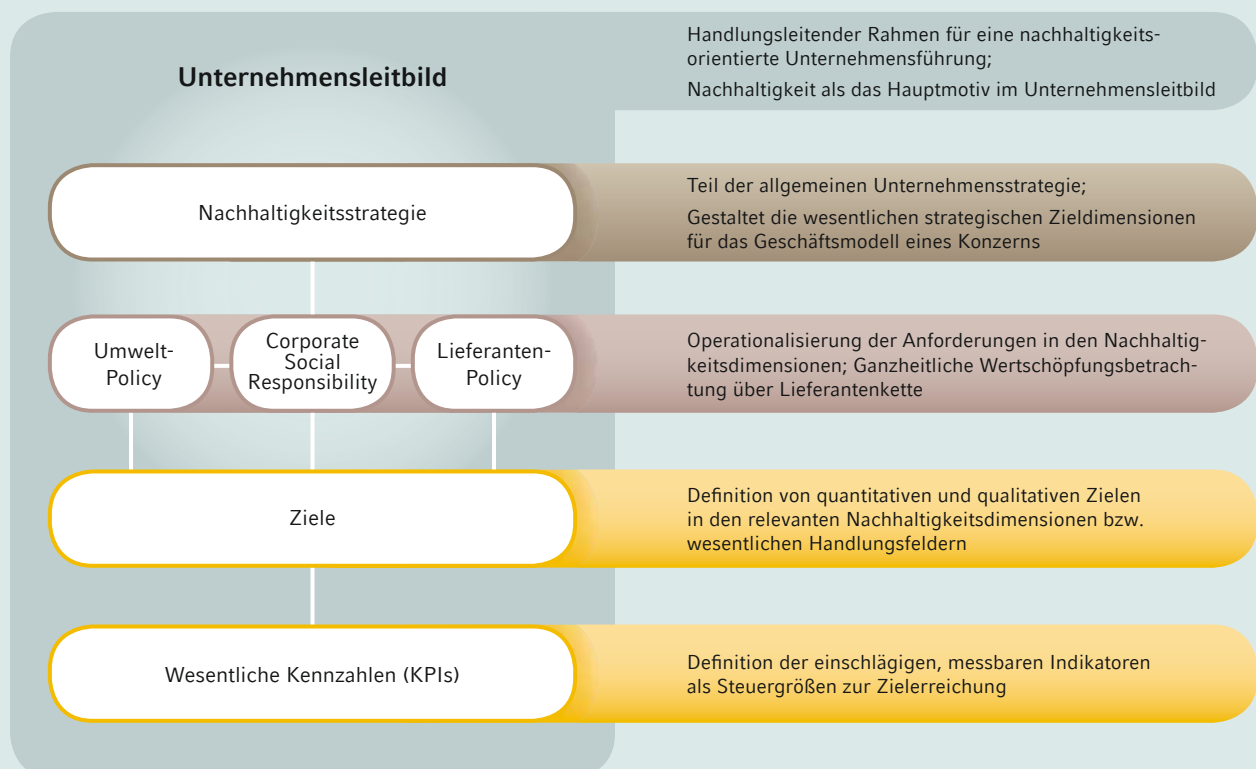 Unternehmensleitbild
Handlungsleitender Rahmen für eine nachhaltigkeits-
orientierte Unternehmensführung;
Nachhaltigkeit als das Hauptmotiv im Unternehmensleitbild
Nachhaltigkeitsstrategie
Teil der allgemeinen Unternehmensstrategie;
Gestaltet die wesentlichen strategischen Zieldimensionen
für das Geschäftsmodell eines Konzerns
Umwelt-
Policy
Corporate
Social
Responsibility
Lieferanten-
Policy
Operationalisierung der Anforderungen in den Nachhaltig-
keitsdimensionen; Ganzheitliche Wertschöpfungsbetrach-
tung über Lieferantenkette
Ziele
Definition von quantitativen und qualitativen Zielen
in den relevanten Nachhaltigkeitsdimensionen bzw.
wesentlichen Handlungsfeldern
Wesentliche Kennzahlen (KPIs)
Definition der einschlägigen, messbaren Indikatoren
als Steuergrößen zur Zielerreichung